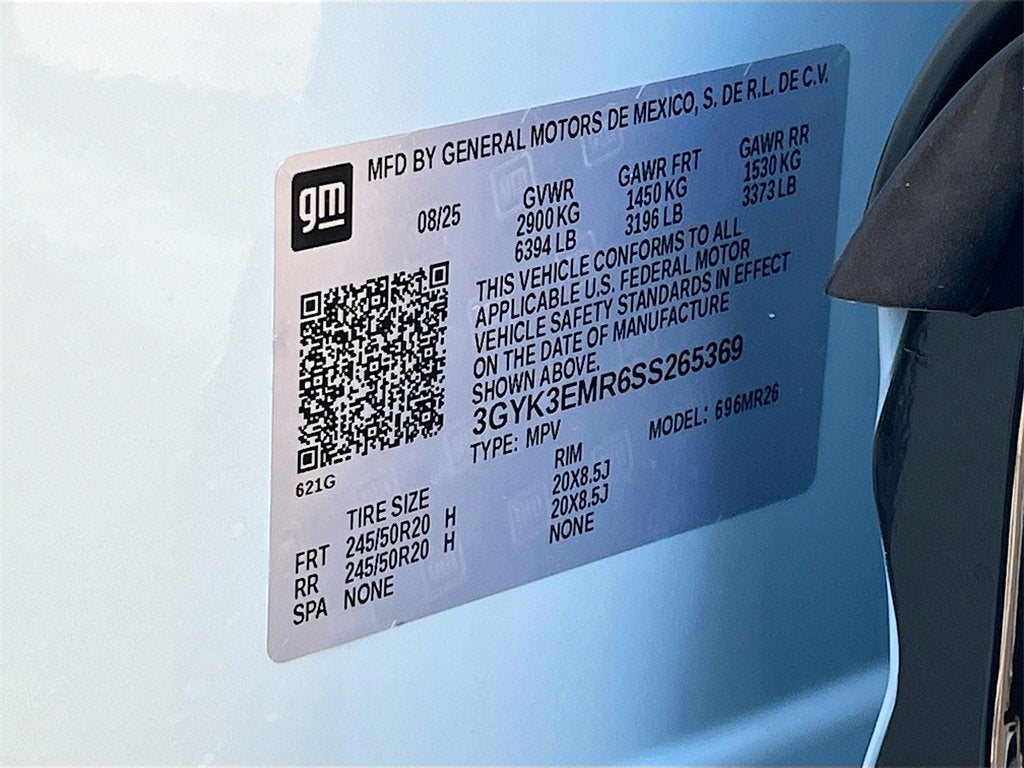 gm
MFD BY GENERAL MOTORS DE MEXICO, S. DE R.L. DE C.V.
08/25
GVWR
2900 KG
6394 LB
GAWR FRT
1450 KG
3196 LB
GAWR RR
1530 KG
3373 LB
THIS VEHICLE CONFORMS TO ALL
APPLICABLE U.S. FEDERAL MOTOR
VEHICLE SAFETY STANDARDS IN EFFECT
ON THE DATE OF MANUFACTURE
SHOWN ABOVE.
3GYK3EMR6SS265369
TYPE: MPV
MODEL: 696MR26
621G
TIRE SIZE
RIM
FRT 245/50R20 H 20X8.5J
RR 245/50R20 H 20X8.5J
SPA NONE NONE